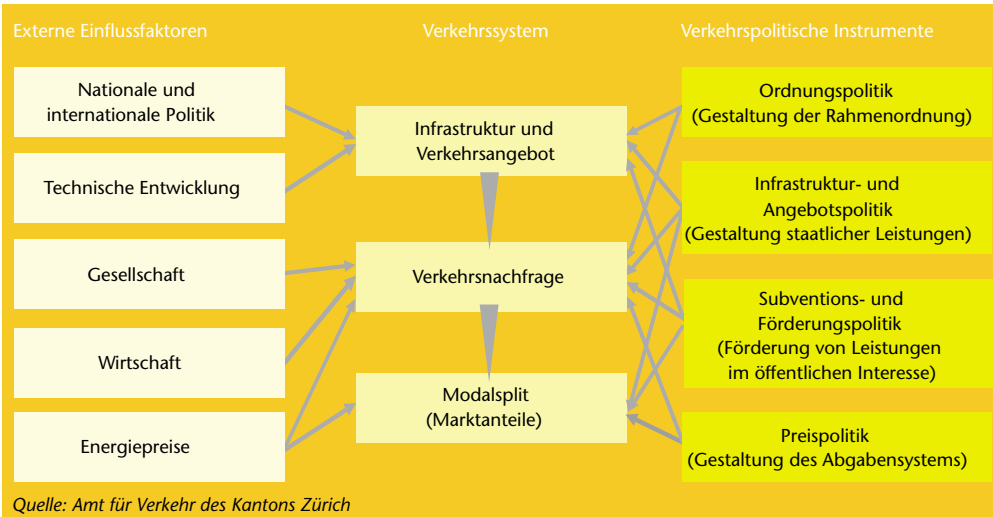 Externe Einflussfaktoren
Nationale und
internationale Politik
Technische Entwicklung
Gesellschaft
Wirtschaft
Energiepreise
Verkehrssystem
Infrastruktur und
Verkehrsangebot
Verkehrsnachfrage
Modalsplit
(Marktanteile)
Verkehrspolitische Instrumente
Ordnungspolitik
(Gestaltung der Rahmenordnung)
Infrastruktur- und
Angebotspolitik
(Gestaltung staatlicher Leistungen)
Subventions- und
Förderungspolitik
(Förderung von Leistungen
im öffentlichen Interesse)
Preispolitik
(Gestaltung des Abgabensystems)
Quelle: Amt für Verkehr des Kantons Zürich